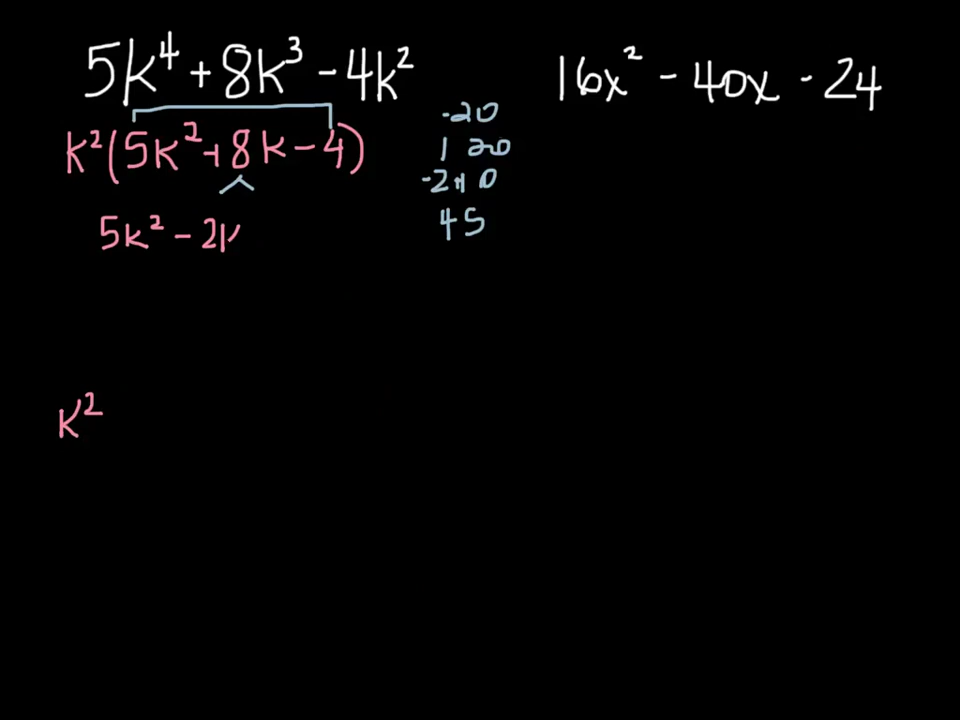 5k⁴ + 8k³ - 4k²
k²(5k² + 8k - 4)
5k² - 2k
k²
-20
1 20
-2 + 10
4 5
16x² - 40x - 24